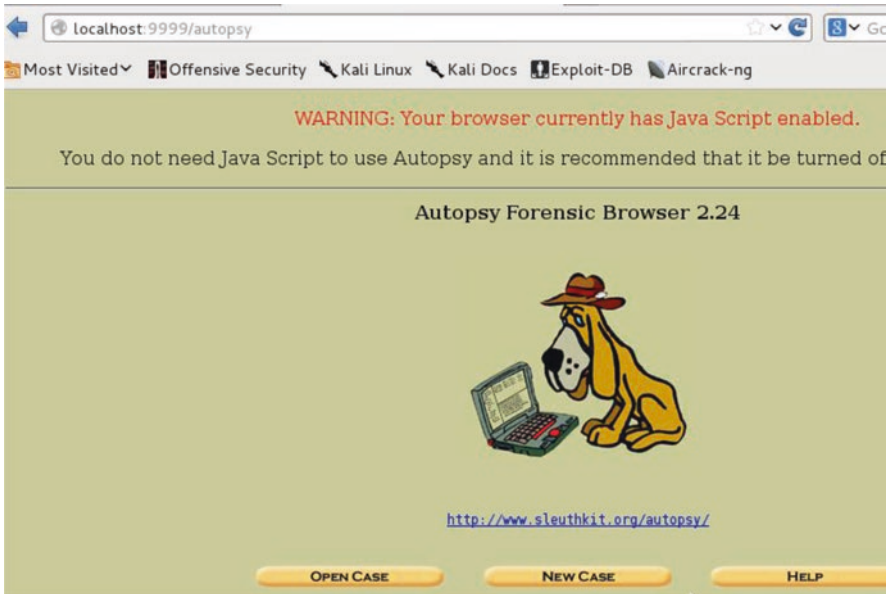 localhost:9999/autopsy
Go
Most Visited
Offensive Security
Kali Linux
Kali Docs
Exploit-DB
Aircrack-ng
WARNING: Your browser currently has Java Script enabled.
You do not need Java Script to use Autopsy and it is recommended that it be turned of
Autopsy Forensic Browser 2.24
http://www.sleuthkit.org/autopsy/
OPEN CASE
NEW CASE
HELP